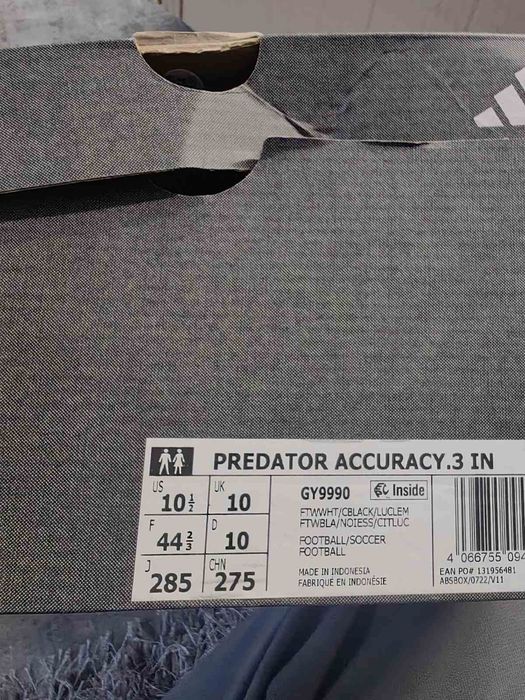 PREDATOR ACCURACY.3 IN
US 10½ UK 10
F 44⅔ D 10
J 285 CHN 275
GY9990 Inside
FTWWHT/CBLACK/LUCLEM
FTWBLA/NOIESS/CITLUC
FOOTBALL/SOCCER
FOOTBALL
MADE IN INDONESIA
FABRIQUÉ EN INDONÉSIE
4 066755 094
EAN PO# 131956481
ABSBOX/0722/V11